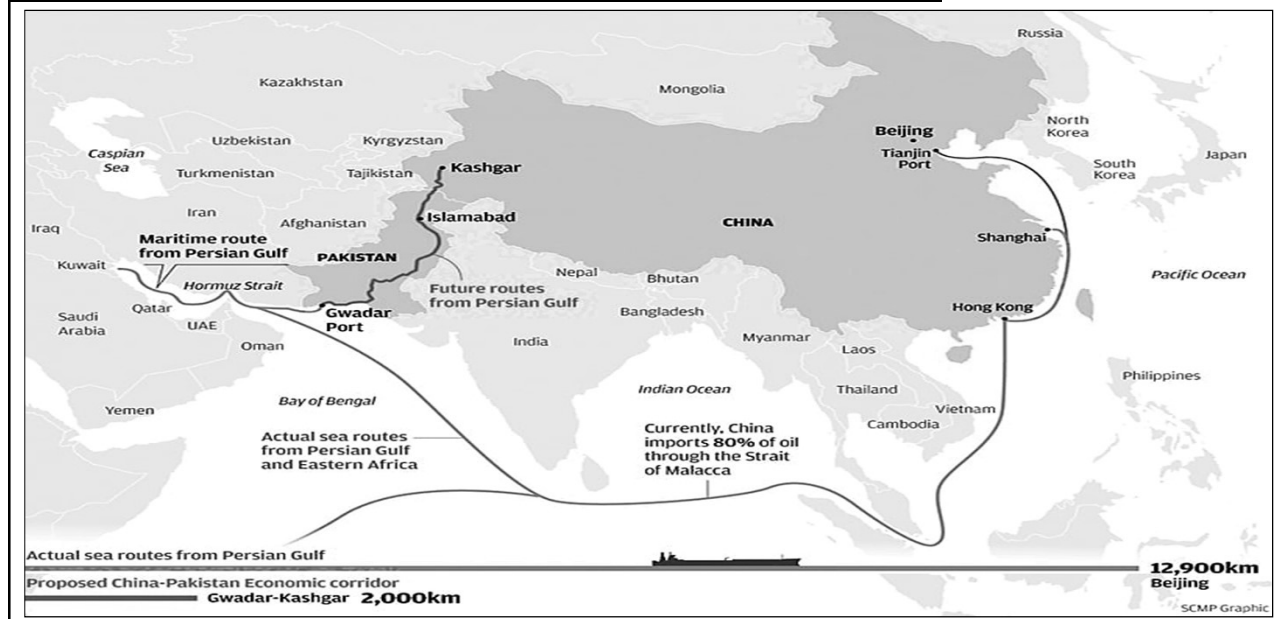 Russia
Kazakhstan
Mongolia
North
Korea
Beijing
Tianjin
Port
Uzbekistan
Kyrgyzstan
Caspian
Sea
Japan
South
Korea
Turkmenistan
Tajikistan
Kashgar
Iran
Afghanistan
Islamabad
CHINA
Iraq
Shanghai
Maritime route
from Persian Gulf
PAKISTAN
Kuwait
Nepal
Bhutan
Pacific Ocean
Hormuz Strait
Future routes
from Persian Gulf
Qatar
Gwadar
Port
Bangladesh
Hong Kong
Saudi
Arabia
UAE
Oman
India
Myanmar
Laos
Philippines
Thailand
Indian Ocean
Bay of Bengal
Yemen
Vietnam
Cambodia
Actual sea routes
from Persian Gulf
and Eastern Africa
Currently, China
imports 80% of oil
through the Strait
of Malacca
Actual sea routes from Persian Gulf
12,900km
Beijing
Proposed China-Pakistan Economic corridor
Gwadar-Kashgar 2,000km
SCMP Graphic